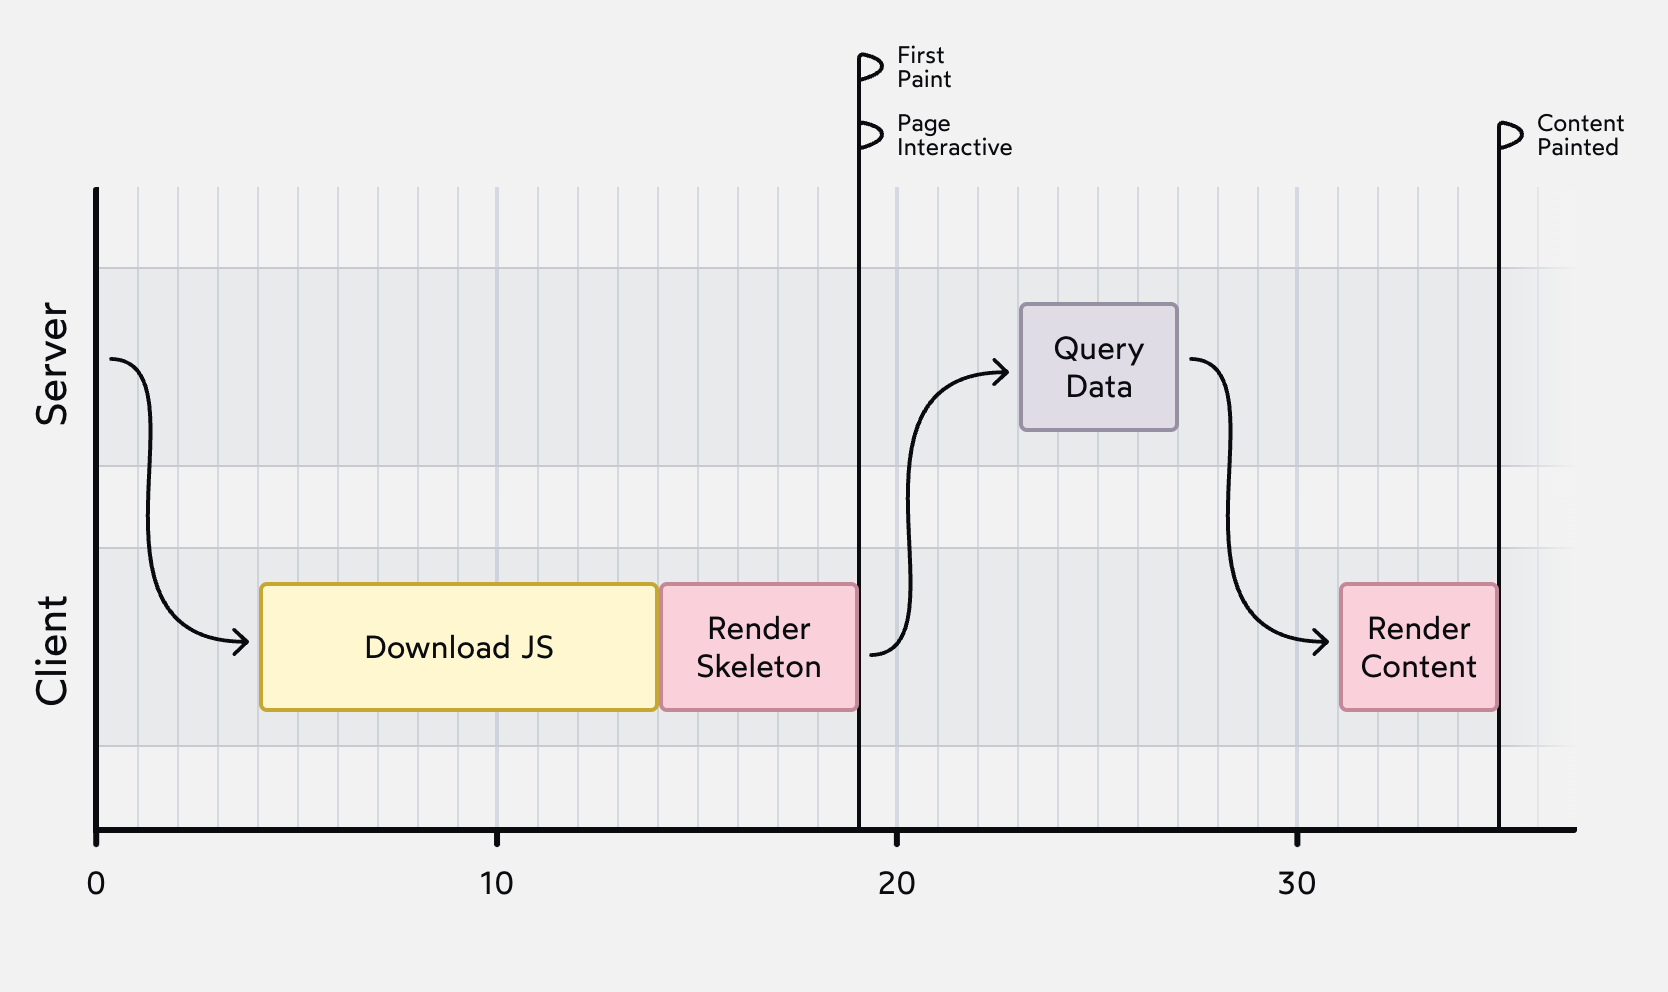 First
Paint
Page
Interactive
Content
Painted
Server
Query
Data
Client
Download JS
Render
Skeleton
Render
Content
0
10
20
30